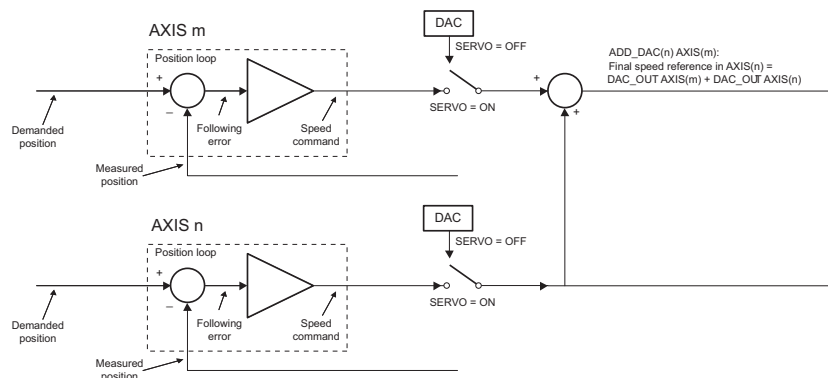 AXIS m
DAC
SERVO = OFF
ADD_DAC(n) AXIS(m):
Final speed reference in AXIS(n) =
DAC_OUT AXIS(m) + DAC_OUT AXIS(n)
Position loop
+
–
+
+
SERVO = ON
Demanded
position
Following
error
Speed
command
Measured
position
AXIS n
DAC
SERVO = OFF
Position loop
+
–
SERVO = ON
Demanded
position
Following
error
Speed
command
Measured
position